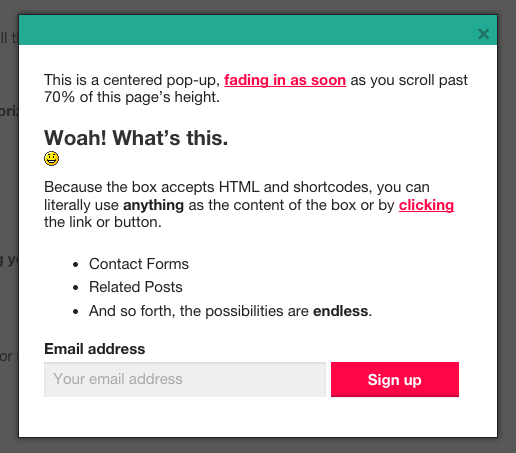 ×
This is a centered pop-up, fading in as soon as you scroll past
70% of this page’s height.
Woah! What’s this.
Because the box accepts HTML and shortcodes, you can
literally use anything as the content of the box or by clicking
the link or button.
• Contact Forms
• Related Posts
• And so forth, the possibilities are endless.
Email address
Your email address
Sign up